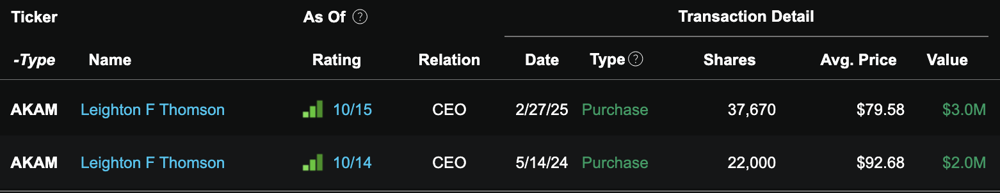 Ticker As Of ? Transaction Detail
-Type Name Rating Relation Date Type ? Shares Avg. Price Value
AKAM Leighton F Thomson 10/15 CEO 2/27/25 Purchase 37,670 $79.58 $3.0M
AKAM Leighton F Thomson 10/14 CEO 5/14/24 Purchase 22,000 $92.68 $2.0M